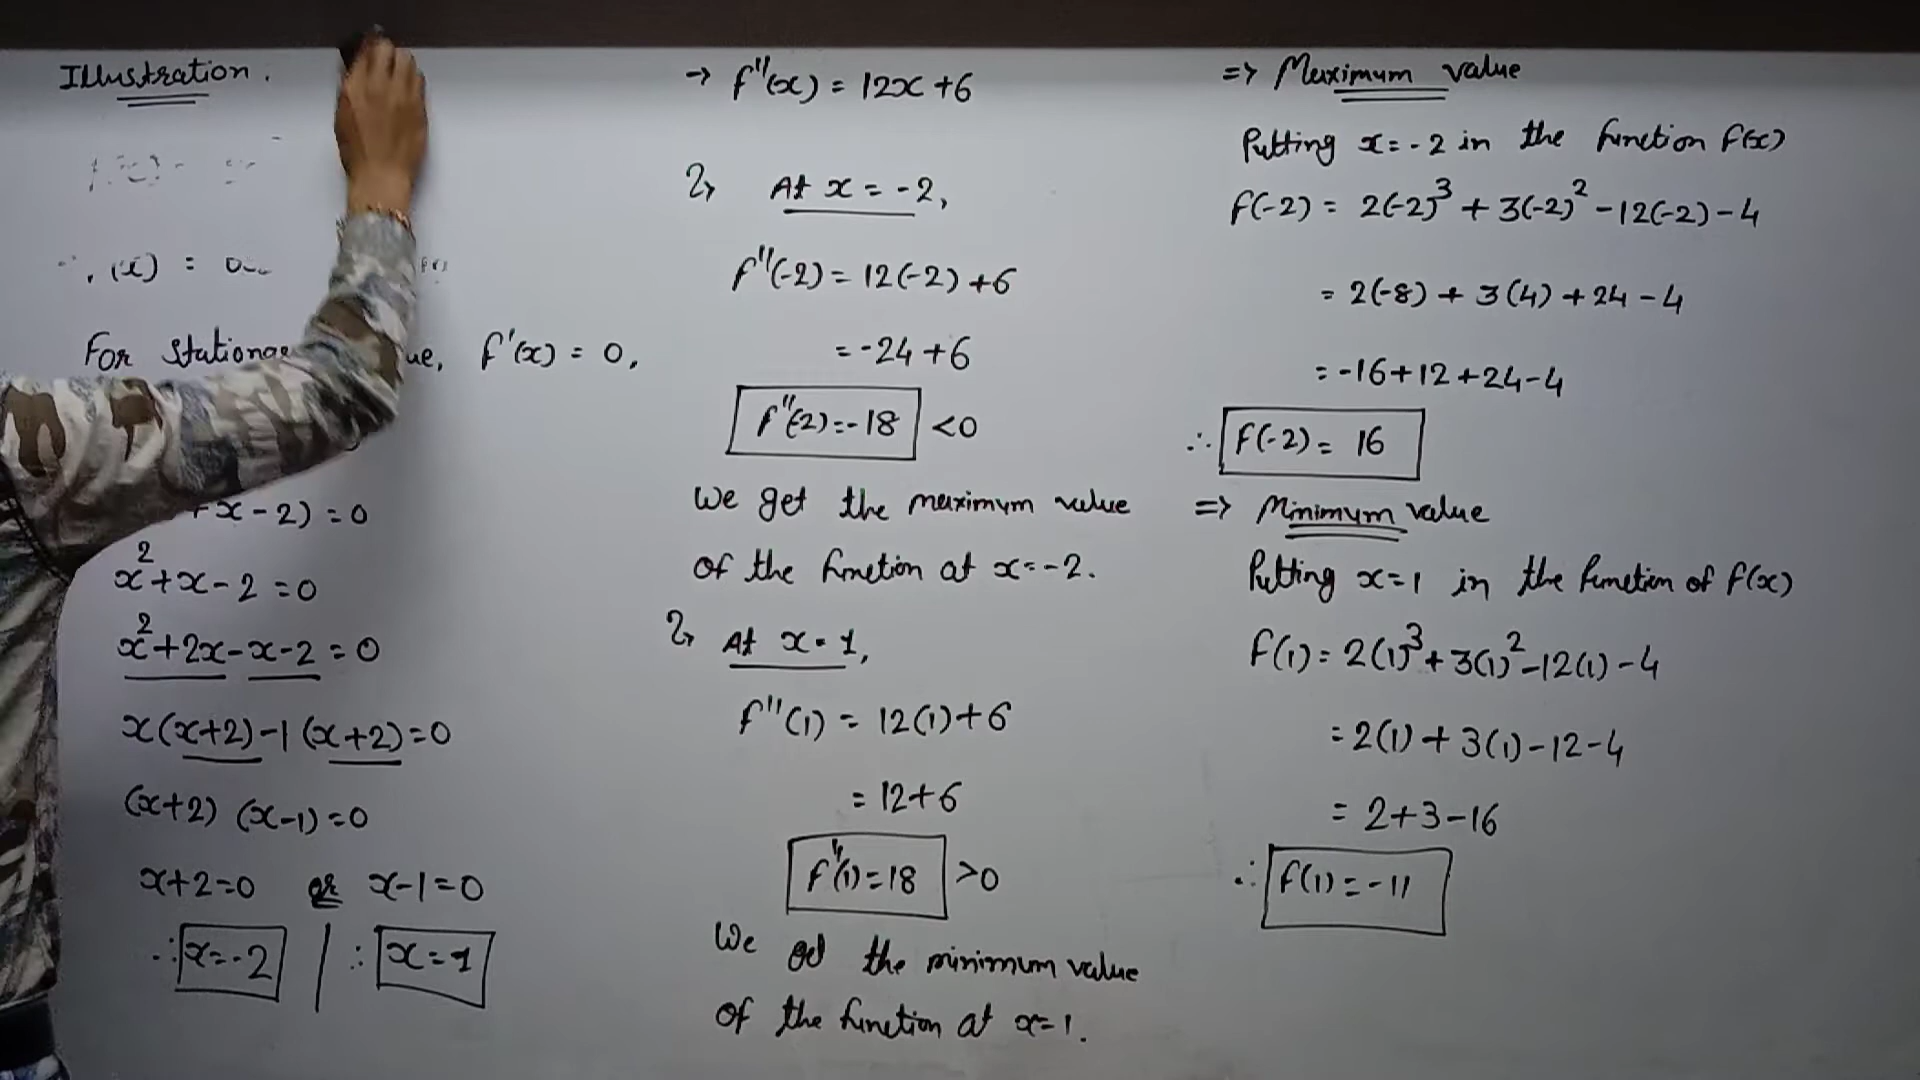 Illustration.
(x) =
For f'(x) = 0,
x - 2) = 0
x²+x-2=0
x²+2x-x-2=0
x(x+2)-1(x+2)=0
(x+2) (x-1)=0
x+2=0 or x-1=0
∴ x=-2 | ∴ x=1
→ f''(x) = 12x+6
At x = -2,
f''(-2) = 12(-2)+6
=-24+6
f''(-2)=-18 <0
We get the maximum value
of the function at x=-2.
At x=1,
f''(1) = 12(1)+6
= 12+6
f''(1)=18 >0
We get the minimum value
of the function at x=1.
=> Maximum value
Putting x=-2 in the function f(x)
f(-2) = 2(-2)³ + 3(-2)² -12(-2)-4
= 2(-8) + 3(4) + 24 - 4
= -16+12+24-4
∴ f(-2) = 16
=> Minimum value
Putting x=1 in the function of f(x)
f(1) = 2(1)³+3(1)²-12(1)-4
= 2(1) + 3(1) -12-4
= 2+3-16
∴ f(1) = -11